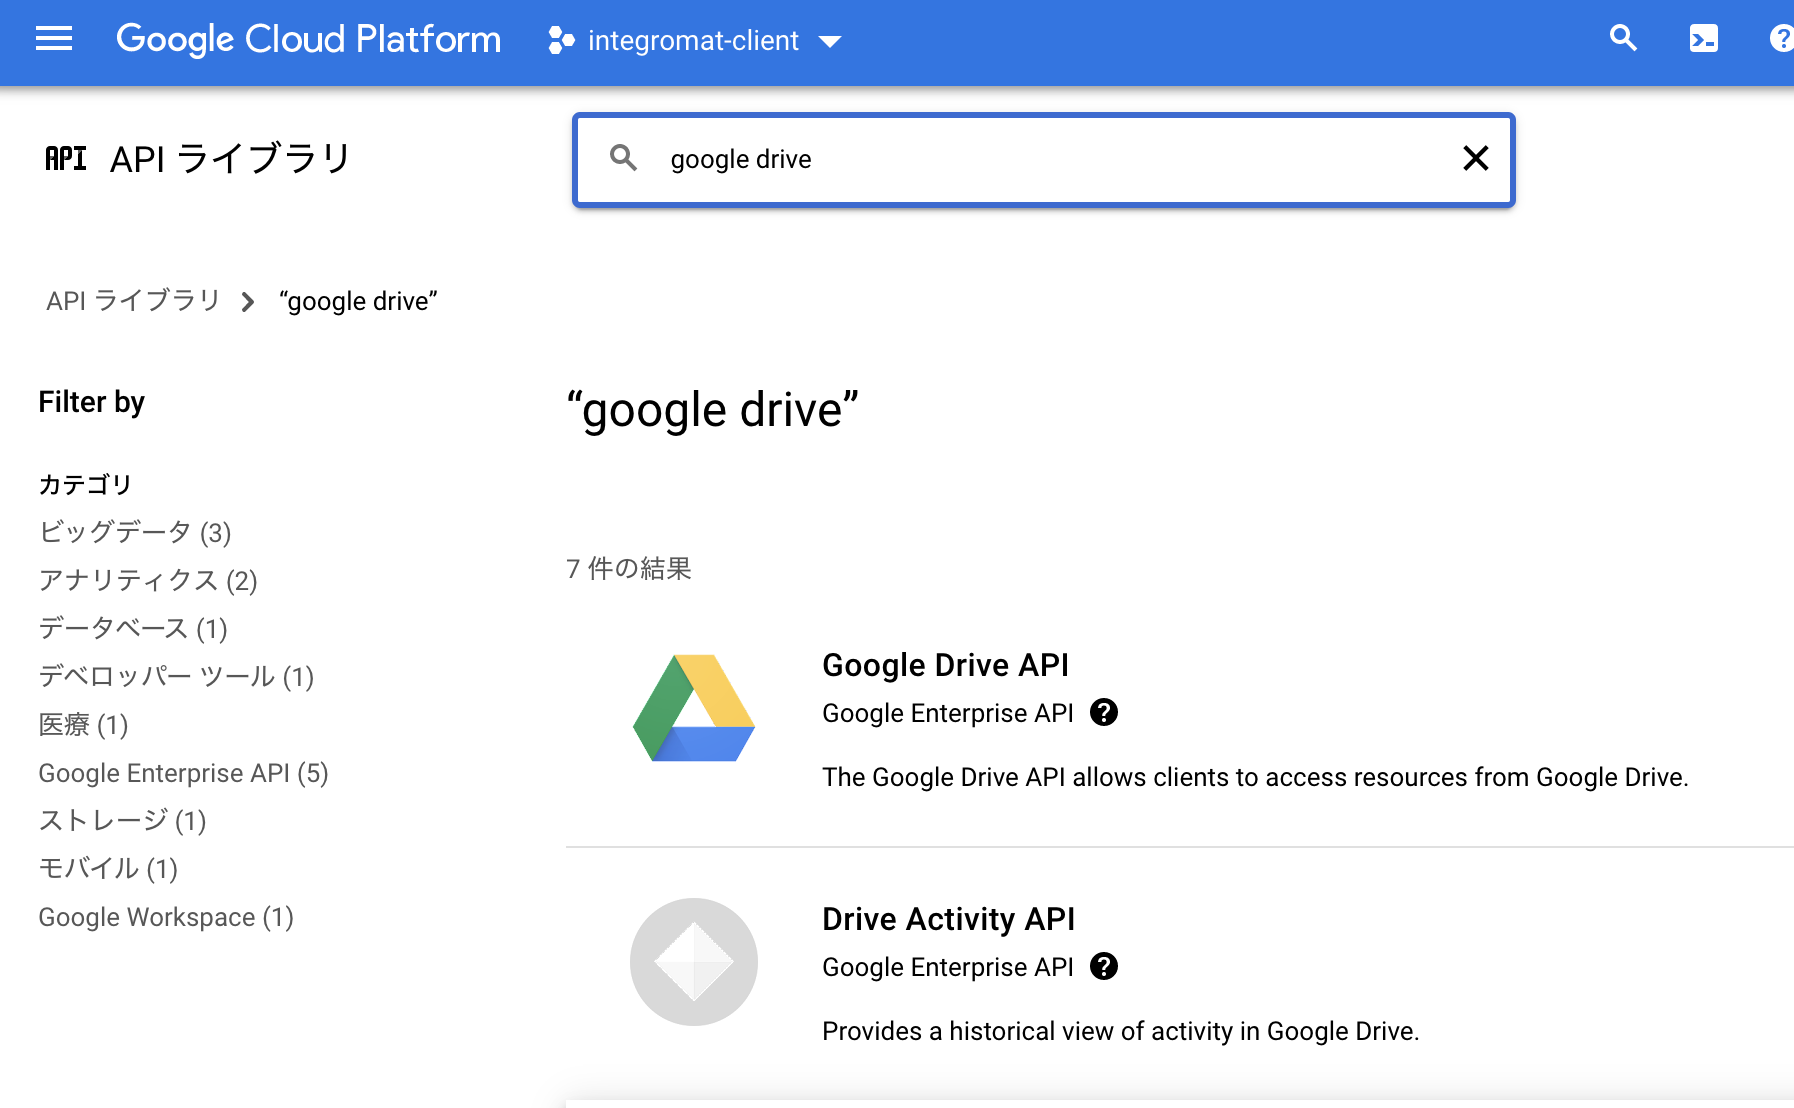 Google Cloud Platform
integromat-client
API API ライブラリ
google drive
API ライブラリ
“google drive”
Filter by
カテゴリ
ビッグデータ (3)
アナリティクス (2)
データベース (1)
デベロッパー ツール (1)
医療 (1)
Google Enterprise API (5)
ストレージ (1)
モバイル (1)
Google Workspace (1)
“google drive”
7 件の結果
Google Drive API
Google Enterprise API
The Google Drive API allows clients to access resources from Google Drive.
Drive Activity API
Google Enterprise API
Provides a historical view of activity in Google Drive.